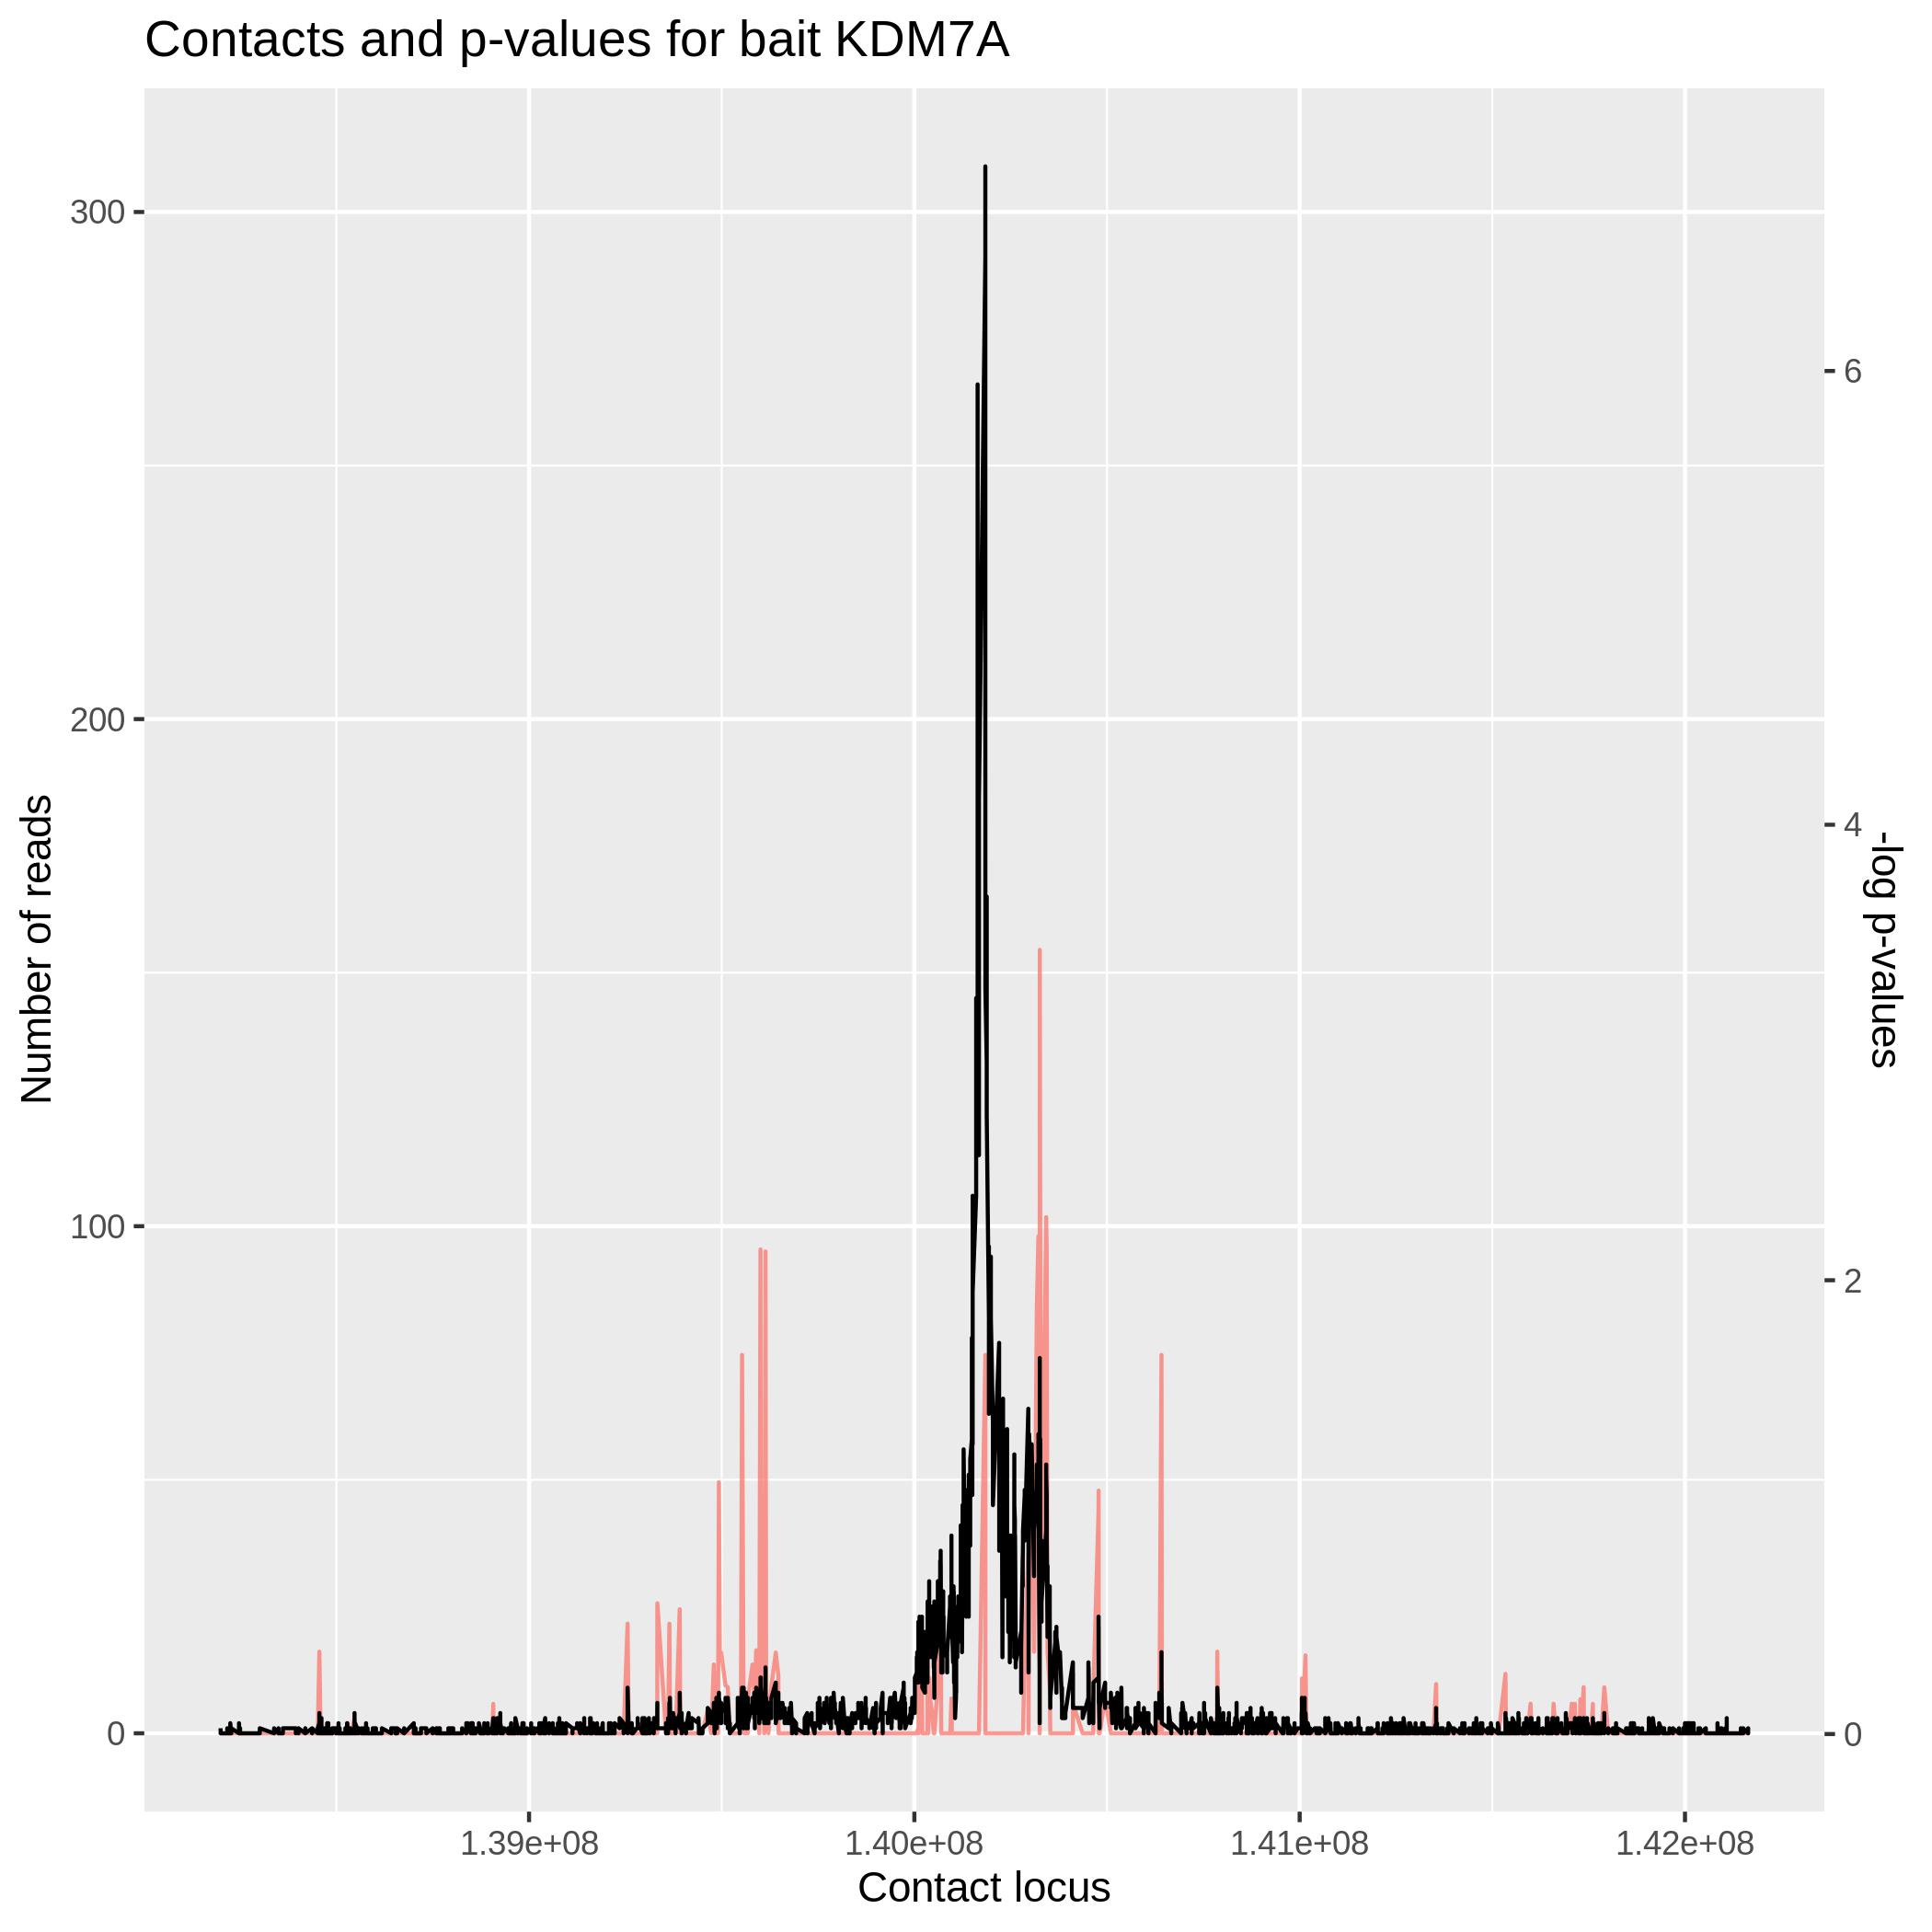 Contacts and p-values for bait KDM7A
300
200
100
0
Number of reads
6
4
2
0
-log p-values
1.39e+08
1.40e+08
1.41e+08
1.42e+08
Contact locus